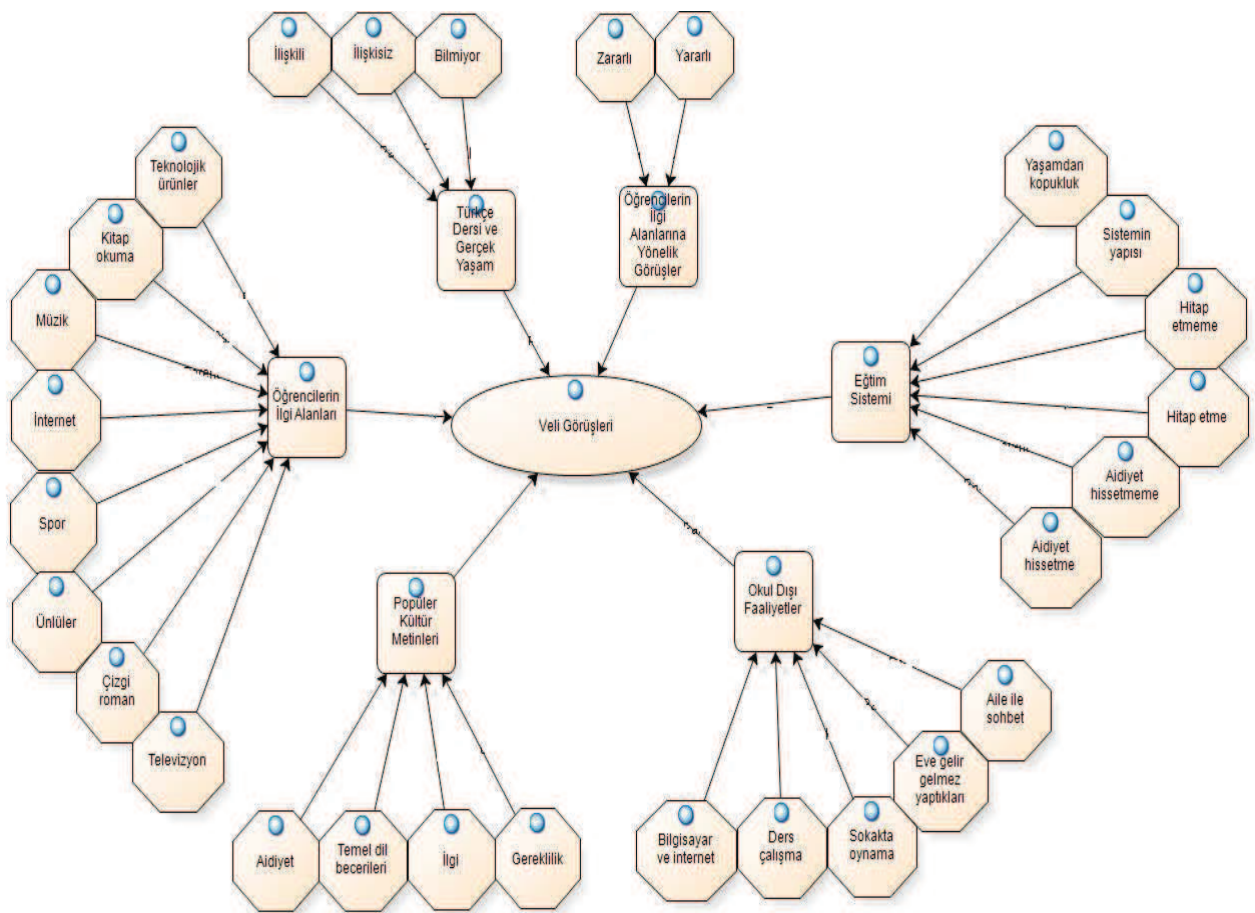 İlişkili
İlişkisiz
Bilmiyor
Zararlı
Yararlı
Teknolojik
ürünler
Kitap
okuma
Müzik
İnternet
Spor
Ünlüler
Çizgi
roman
Televizyon
Türkçe
Dersi ve
Gerçek
Yaşam
Öğrencilerin
İlgi
Alanlarına
Yönelik
Görüşler
Yaşamdan
kopukluk
Sistemin
yapısı
Hitap
etmeme
Hitap etme
Aidiyet
hissetmeme
Aidiyet
hissetme
Öğrencilerin
İlgi Alanları
Veli Görüşleri
Eğtim
Sistemi
Popüler
Kültür
Metinleri
Okul Dışı
Faaliyetler
Aile ile
sohbet
Eve gelir
gelmez
yaptıkları
Sokakta
oynama
Ders
çalışma
Bilgisayar
ve internet
Aidiyet
Temel dil
becerileri
İlgi
Gereklilik